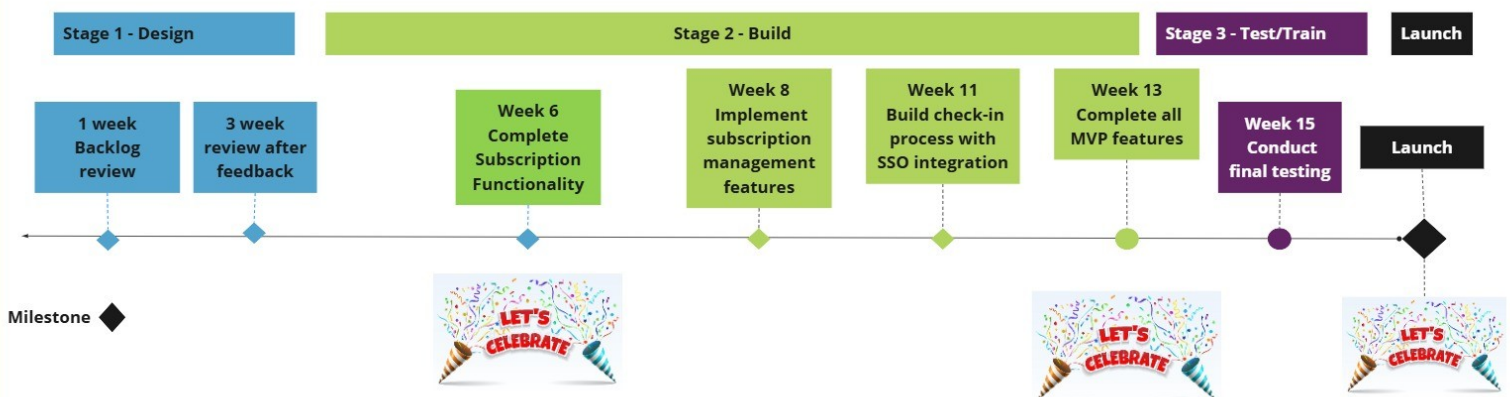 Stage 1 - Design
Stage 2 - Build
Stage 3 - Test/Train
Launch
1 week
Backlog
review
3 week
review after
feedback
Week 6
Complete
Subscription
Functionality
Week 8
Implement
subscription
management
features
Week 11
Build check-in
process with
SSO integration
Week 13
Complete all
MVP features
Week 15
Conduct
final testing
Launch
Milestone
LET'S
CELEBRATE
LET'S
CELEBRATE
LET'S
CELEBRATE